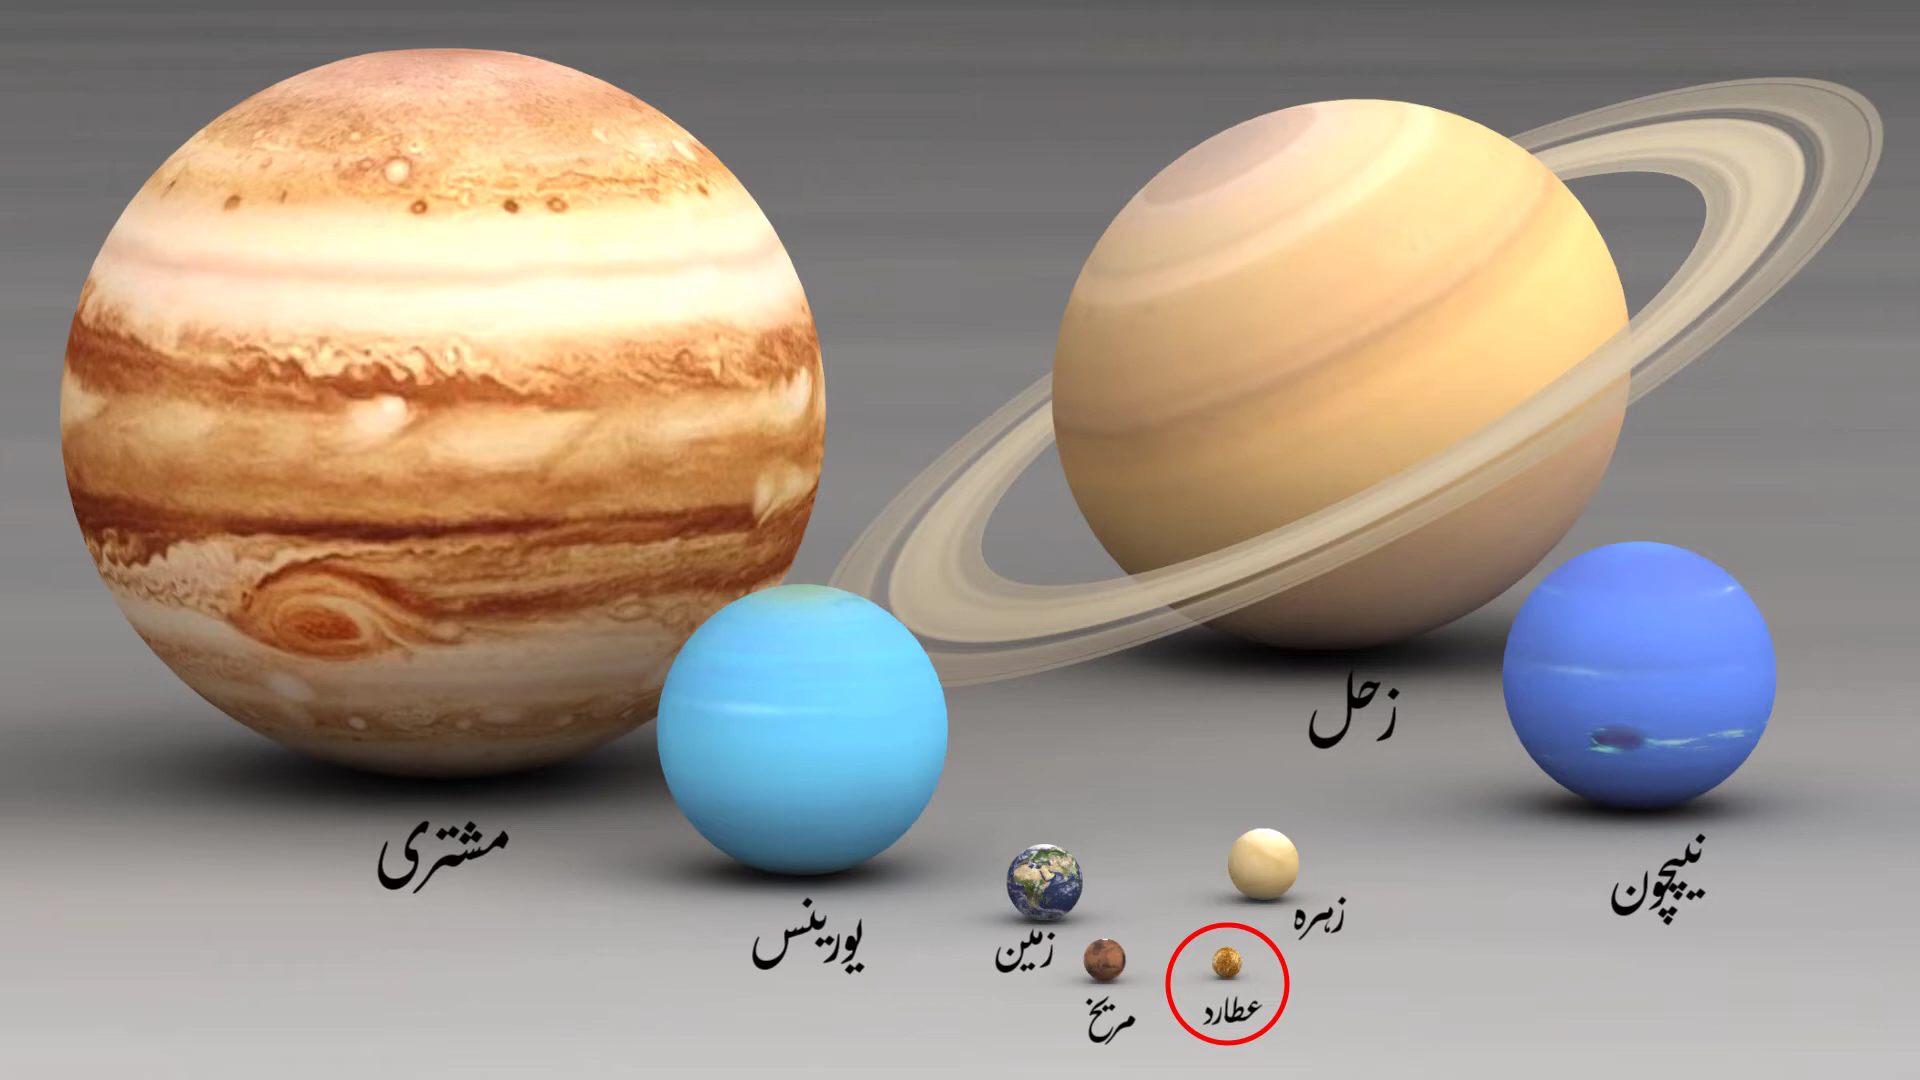 زحل
مشتری
نیپچون
یورینس
زہرہ
زمین
عطارد
مریخ